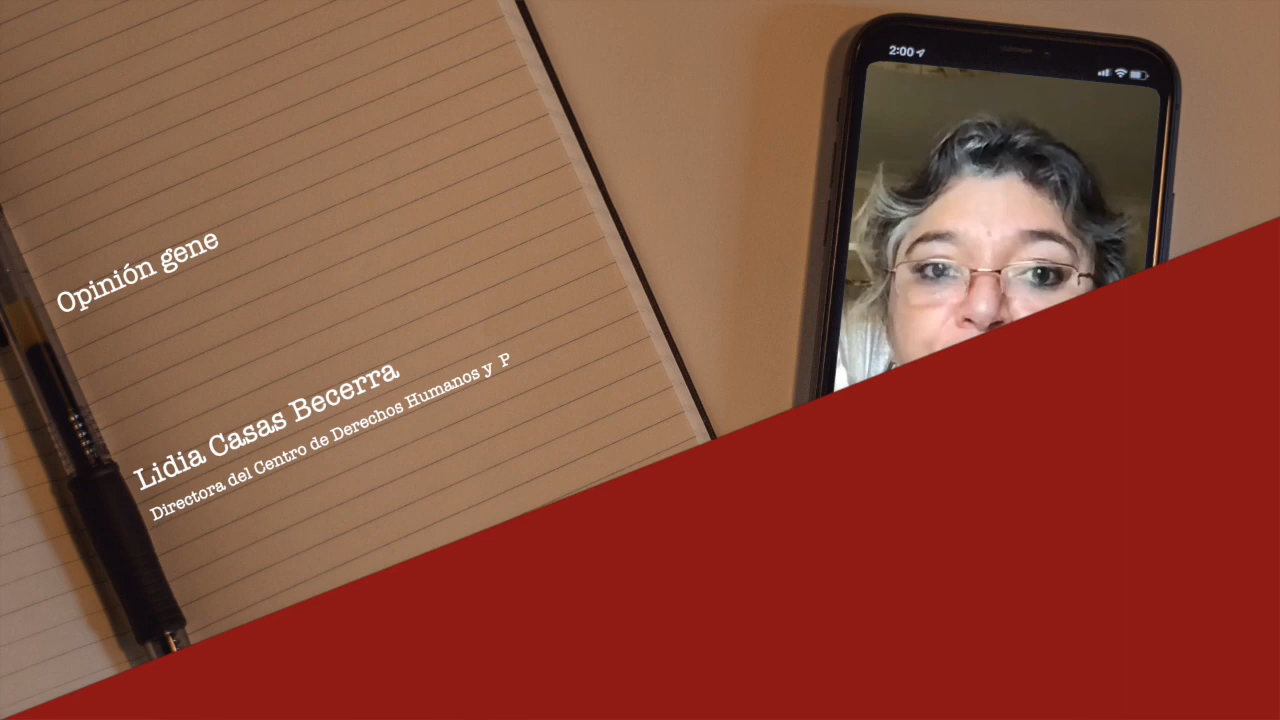 2:00
Opinión gene
Lidia Casas Becerra
Directora del Centro de Derechos Humanos y P